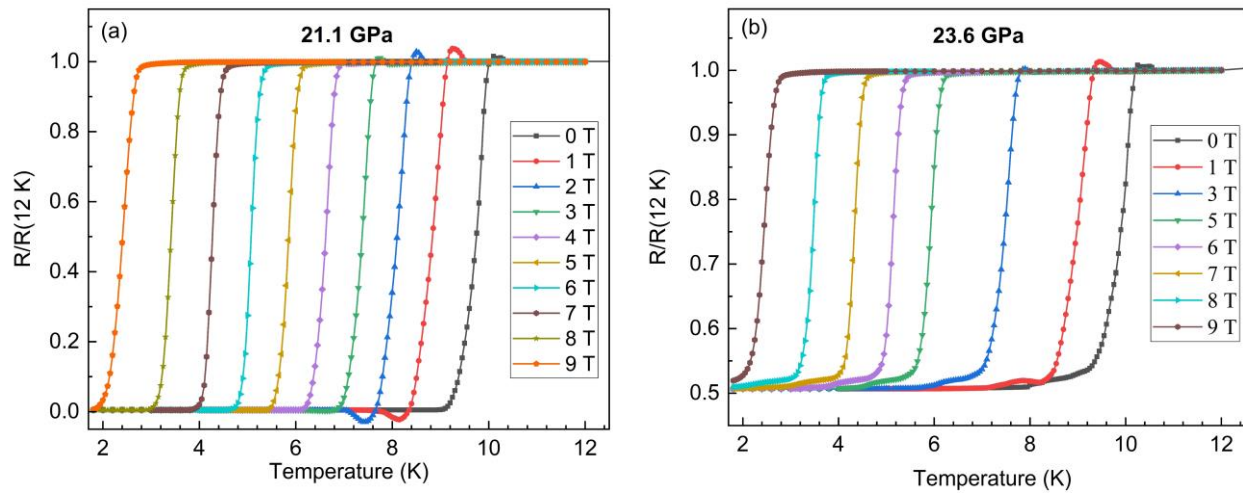 (a)
21.1 GPa
R/R(12 K)
1.0
0.8
0.6
0.4
0.2
0.0
0 T
1 T
2 T
3 T
4 T
5 T
6 T
7 T
8 T
9 T
2 4 6 8 10 12
Temperature (K)
(b)
23.6 GPa
R/R(12 K)
1.0
0.9
0.8
0.7
0.6
0.5
0 T
1 T
3 T
5 T
6 T
7 T
8 T
9 T
2 4 6 8 10 12
Temperature (K)